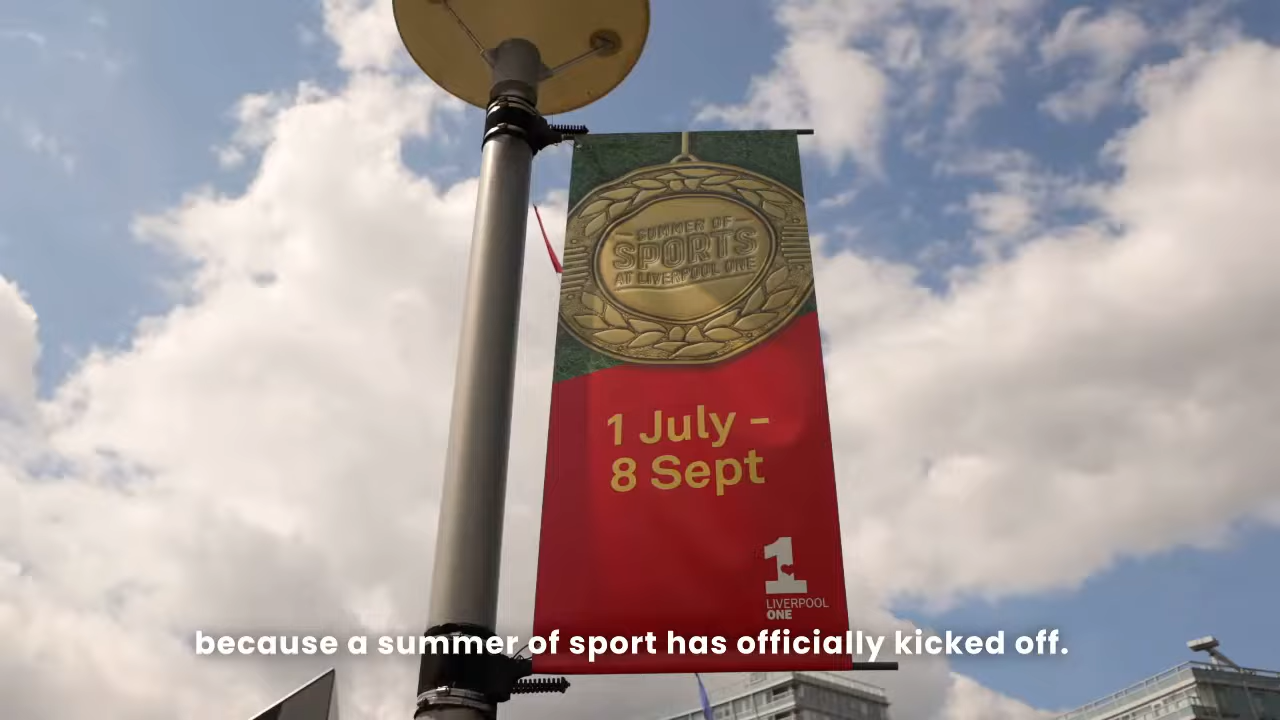 SUMMER OF
SPORTS
AT LIVERPOOL ONE
1 July –
8 Sept
1
LIVERPOOL
ONE
because a summer of sport has officially kicked off.